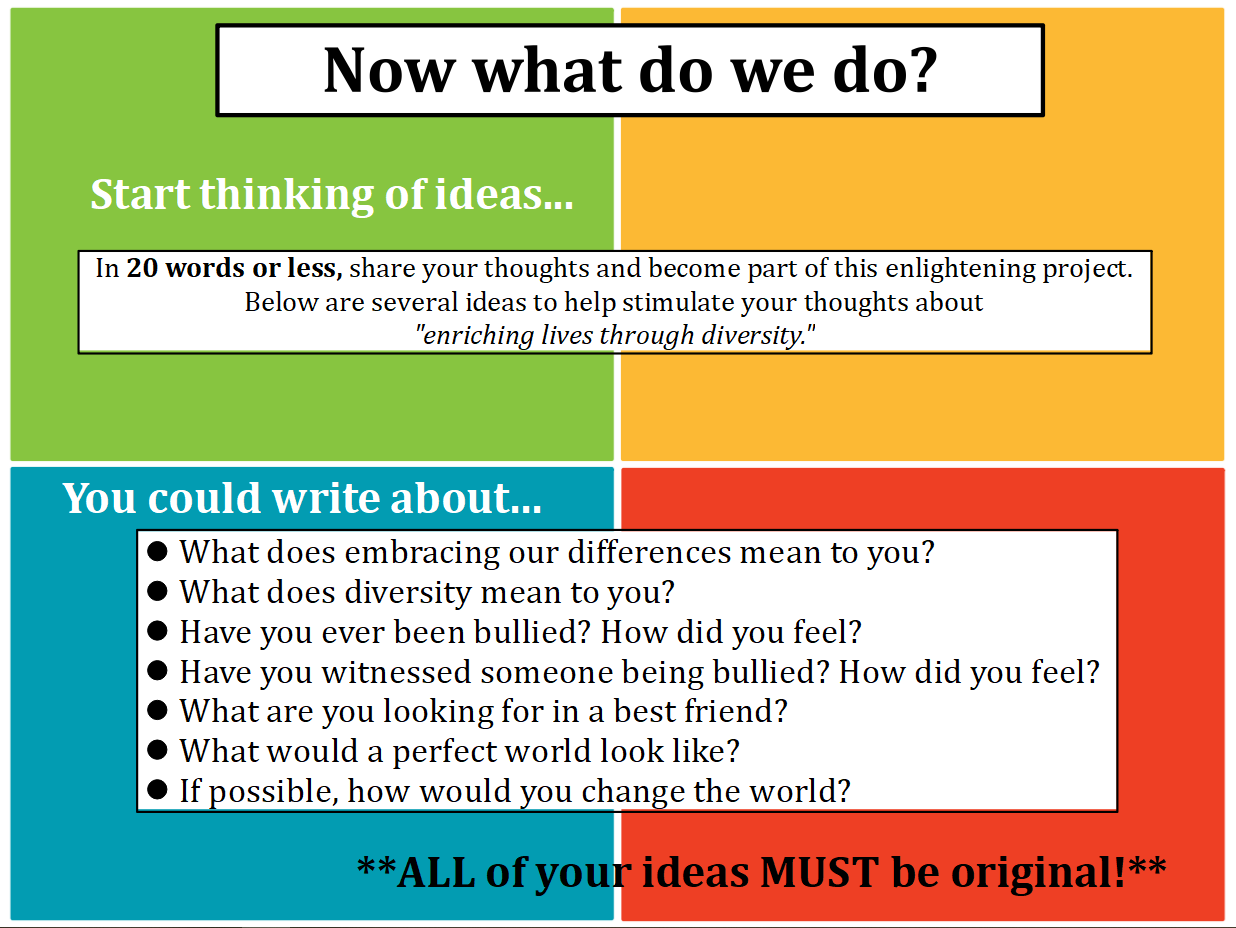 Now what do we do?
Start thinking of ideas...
In 20 words or less, share your thoughts and become part of this enlightening project.
Below are several ideas to help stimulate your thoughts about
"enriching lives through diversity."
You could write about...
● What does embracing our differences mean to you?
● What does diversity mean to you?
● Have you ever been bullied? How did you feel?
● Have you witnessed someone being bullied? How did you feel?
● What are you looking for in a best friend?
● What would a perfect world look like?
● If possible, how would you change the world?
**ALL of your ideas MUST be original!**